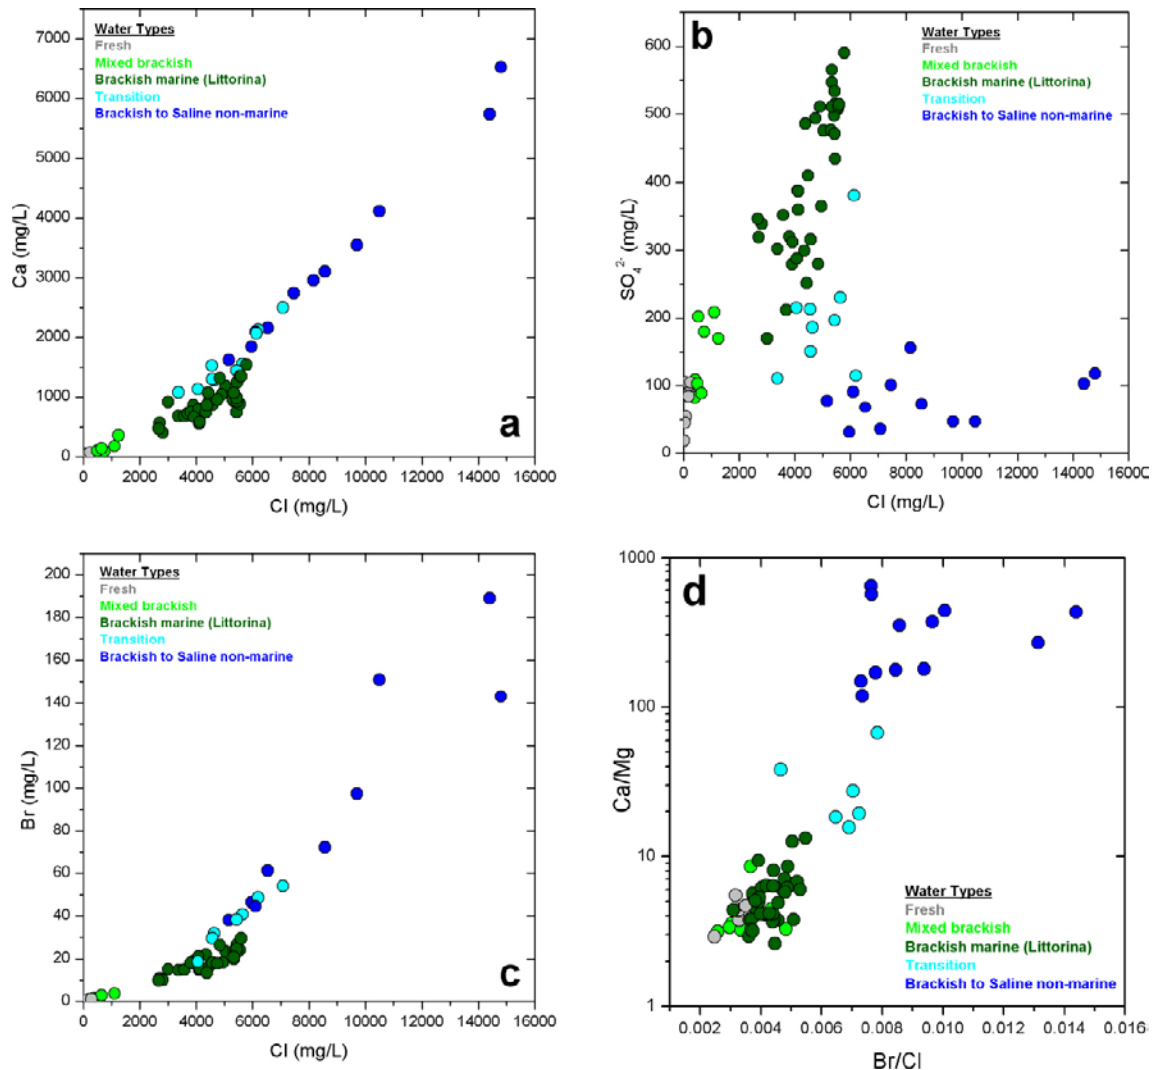 a
Water Types
Fresh
Mixed brackish
Brackish marine (Littorina)
Transition
Brackish to Saline non-marine
7000
6000
5000
4000
3000
2000
1000
0
Ca (mg/L)
0 2000 4000 6000 8000 10000 12000 14000 16000
Cl (mg/L)
b
Water Types
Fresh
Mixed brackish
Brackish marine (Littorina)
Transition
Brackish to Saline non-marine
600
500
400
300
200
100
0
SO₄²⁻ (mg/L)
0 2000 4000 6000 8000 10000 12000 14000 16000
Cl (mg/L)
Water Types
Fresh
Mixed brackish
Brackish marine (Littorina)
Transition
Brackish to Saline non-marine
200
180
160
140
120
100
80
60
40
20
0
Br (mg/L)
c
0 2000 4000 6000 8000 10000 12000 14000 16000
Cl (mg/L)
d
1000
100
10
1
Ca/Mg
Water Types
Fresh
Mixed brackish
Brackish marine (Littorina)
Transition
Brackish to Saline non-marine
0.002 0.004 0.006 0.008 0.010 0.012 0.014 0.016
Br/Cl